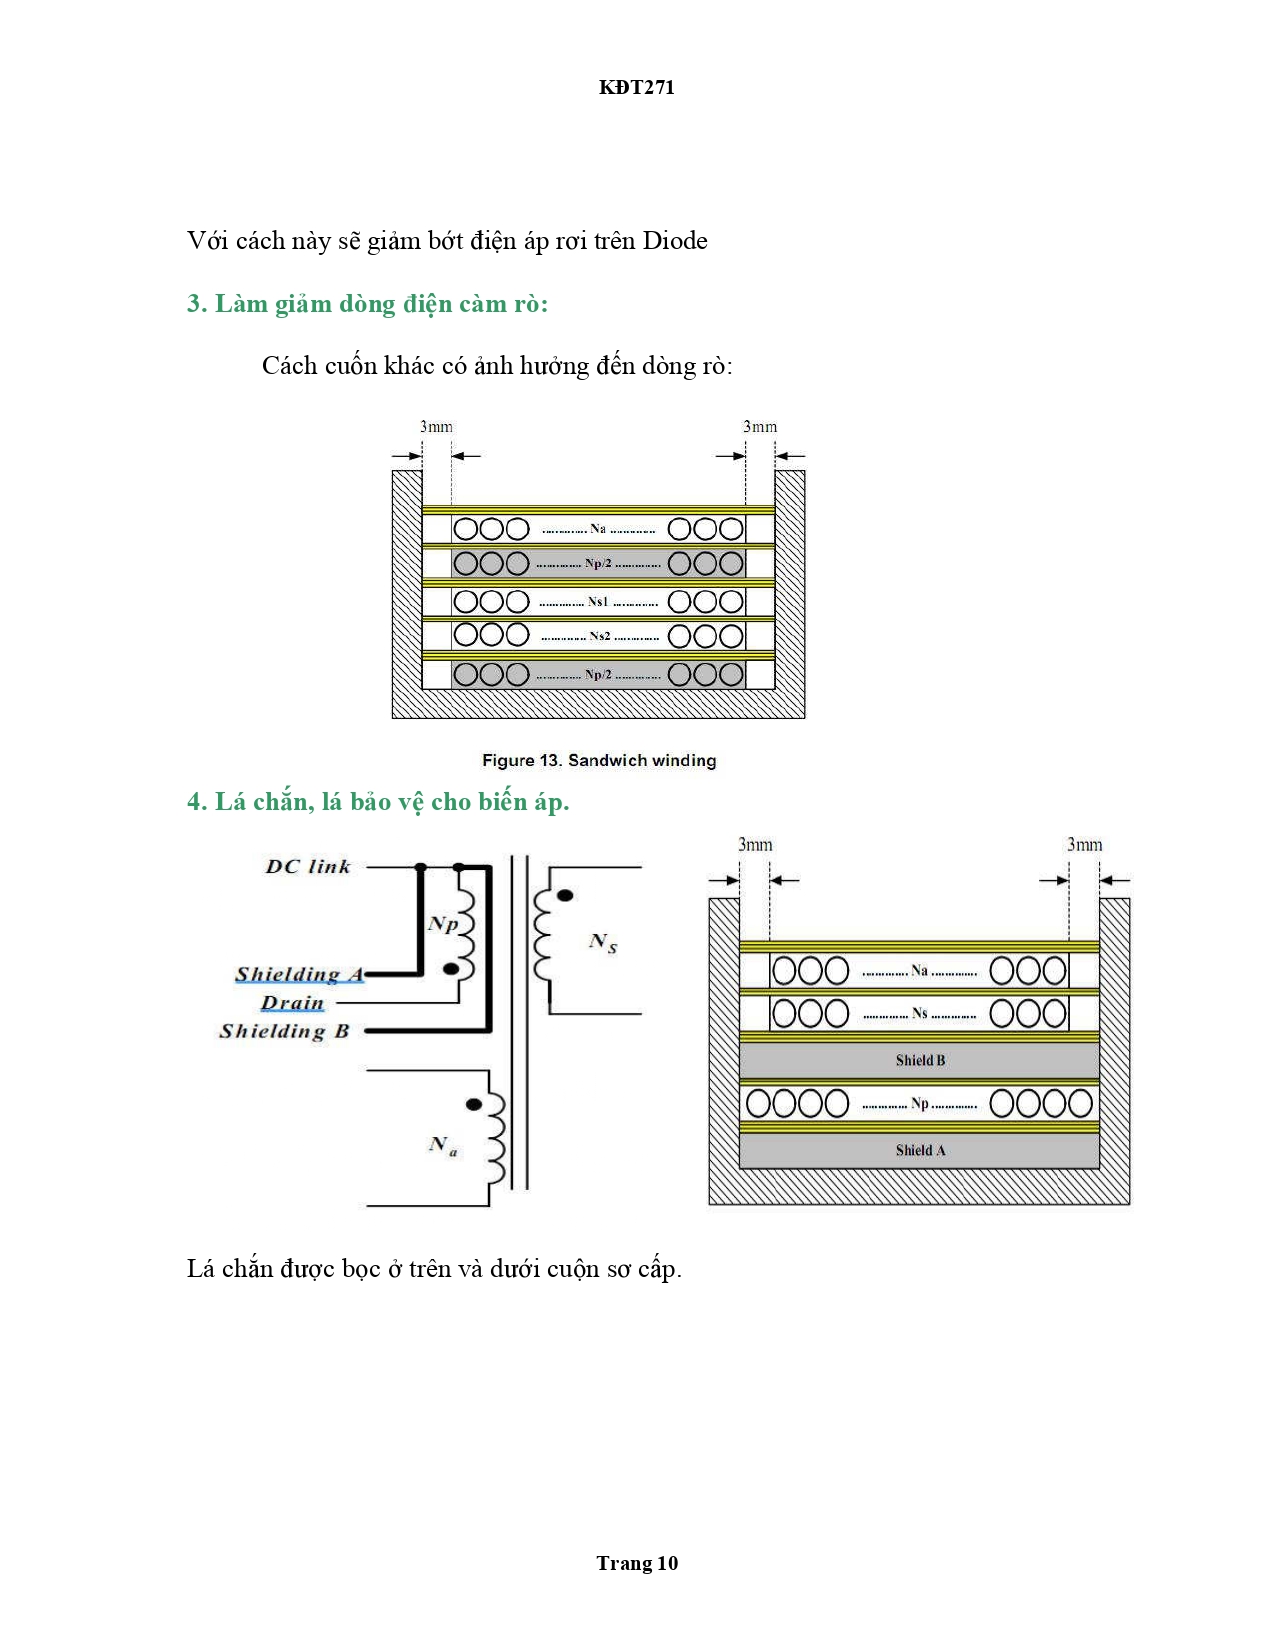 KĐT271
Với cách này sẽ giảm bớt điện áp rơi trên Diode
3. Làm giảm dòng điện càm rò:
Cách cuốn khác có ảnh hưởng đến dòng rò:
3mm 3mm
.............. Na ..............
.............. Np/2 ..............
.............. Ns1 ..............
.............. Ns2 ..............
.............. Np/2 ..............
Figure 13. Sandwich winding
4. Lá chắn, lá bảo vệ cho biến áp.
DC link
Np
NS
Shielding A
Drain
Shielding B
Na
3mm 3mm
.............. Na ..............
.............. Ns ..............
Shield B
.............. Np ..............
Shield A
Lá chắn được bọc ở trên và dưới cuộn sơ cấp.
Trang 10